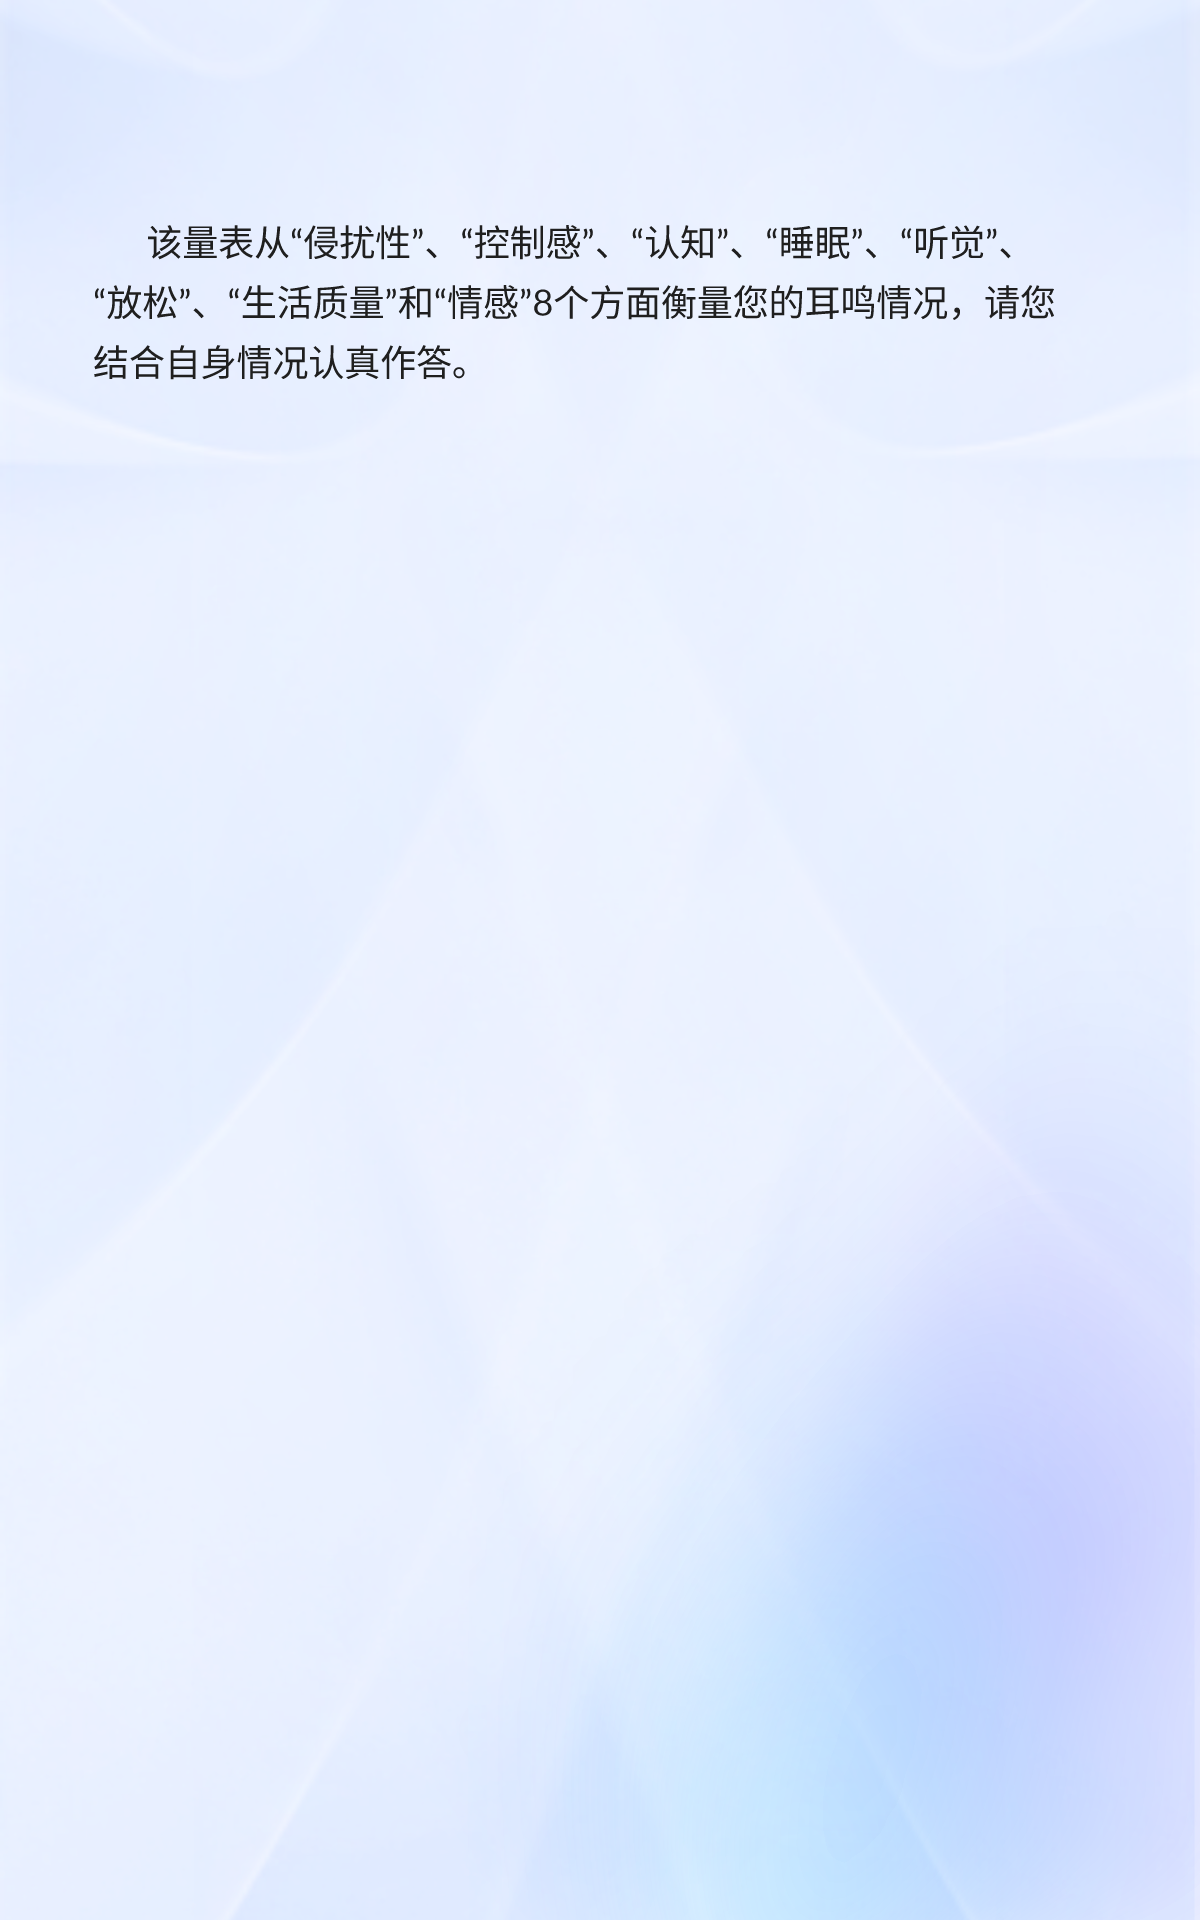 该量表从“侵扰性”、“控制感”、“认知”、“睡眠”、“听觉”、
“放松”、“生活质量”和“情感”8个方面衡量您的耳鸣情况，请您
结合自身情况认真作答。